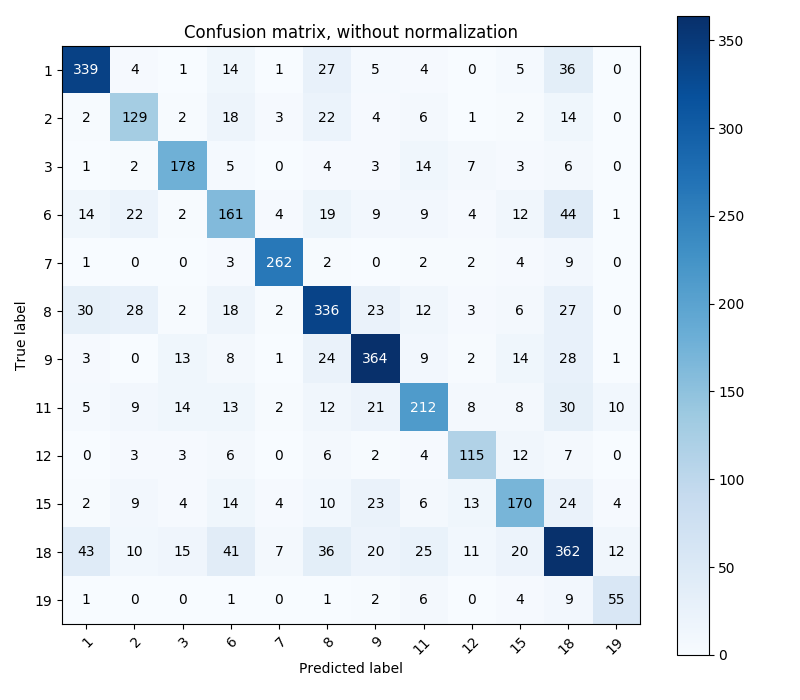 Confusion matrix, without normalization
1 339 4 1 14 1 27 5 4 0 5 36 0
2 2 129 2 18 3 22 4 6 1 2 14 0
3 1 2 178 5 0 4 3 14 7 3 6 0
6 14 22 2 161 4 19 9 9 4 12 44 1
7 1 0 0 3 262 2 0 2 2 4 9 0
8 30 28 2 18 2 336 23 12 3 6 27 0
9 3 0 13 8 1 24 364 9 2 14 28 1
11 5 9 14 13 2 12 21 212 8 8 30 10
12 0 3 3 6 0 6 2 4 115 12 7 0
15 2 9 4 14 4 10 23 6 13 170 24 4
18 43 10 15 41 7 36 20 25 11 20 362 12
19 1 0 0 1 0 1 2 6 0 4 9 55
1 2 3 6 7 8 9 11 12 15 18 19
Predicted label
True label
350
300
250
200
150
100
50
0